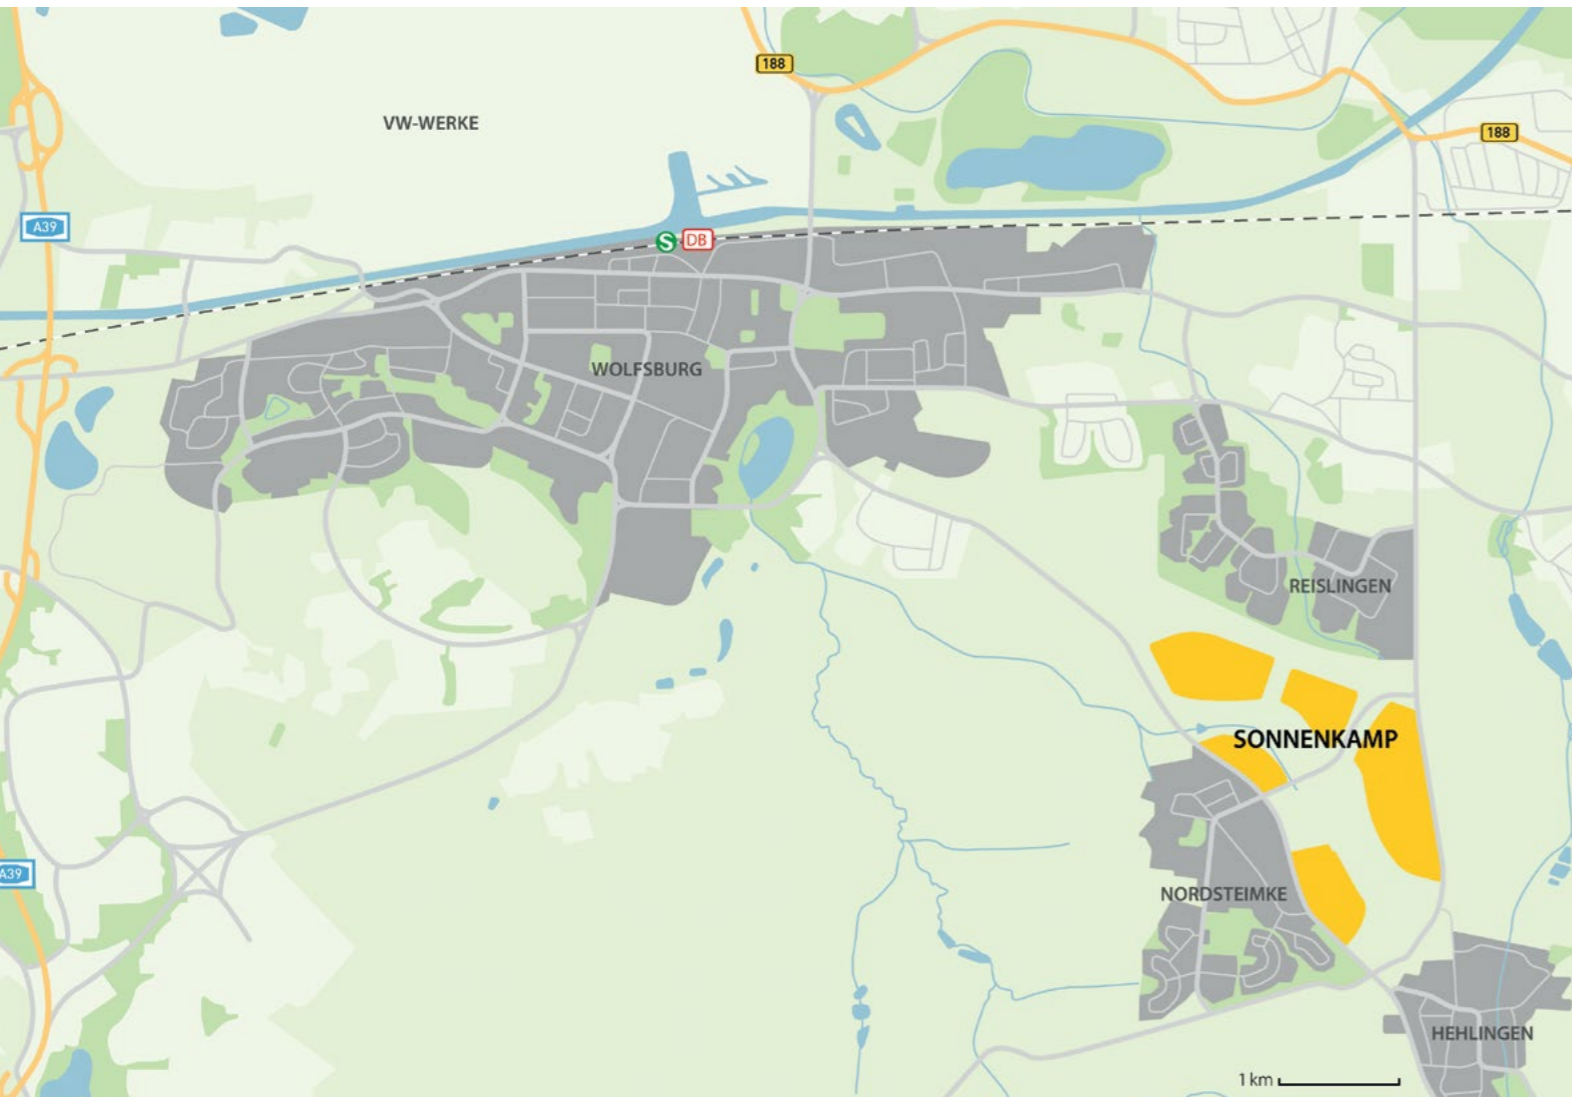 188
VW-WERKE
188
A39
S
DB
WOLFSBURG
REISLINGEN
SONNENKAMP
A39
NORDSTEIMKE
HEHLINGEN
1 km